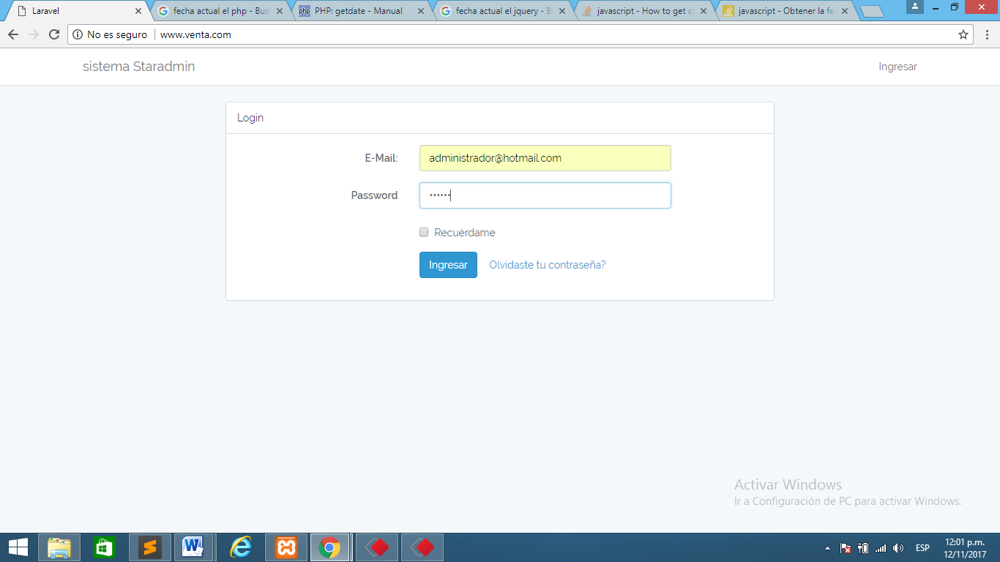 Laravel
fecha actual el php - Bus
PHP: getdate - Manual
fecha actual el jquery - B
javascript - How to get c
javascript - Obtener la fe
No es seguro www.venta.com
sistema Staradmin
Ingresar
Login
E-Mail:
administrador@hotmail.com
Password
••••••
Recuérdame
Ingresar
Olvidaste tu contraseña?
Activar Windows
Ir a Configuración de PC para activar Windows.
ESP
12:01 p.m.
12/11/2017